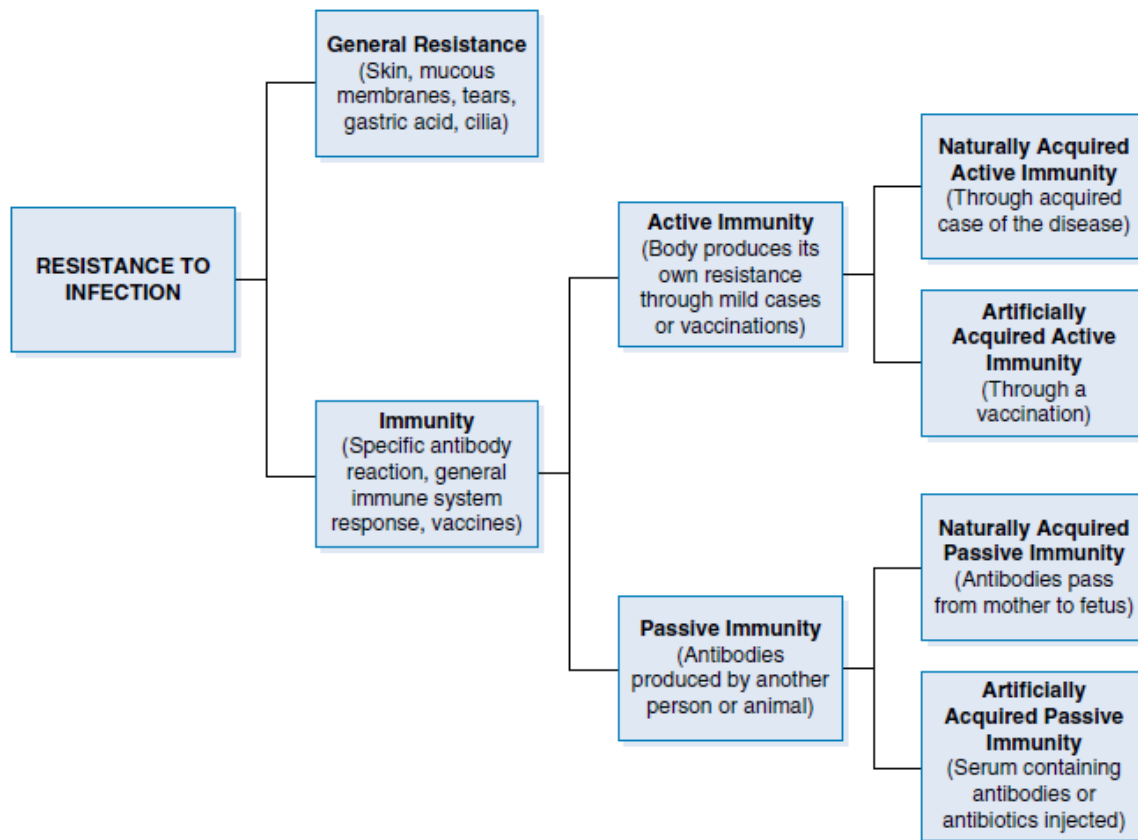 General Resistance
(Skin, mucous
membranes, tears,
gastric acid, cilia)
RESISTANCE TO
INFECTION
Immunity
(Specific antibody
reaction, general
immune system
response, vaccines)
Active Immunity
(Body produces its
own resistance
through mild cases
or vaccinations)
Passive Immunity
(Antibodies
produced by another
person or animal)
Naturally Acquired
Active Immunity
(Through acquired
case of the disease)
Artificially
Acquired Active
Immunity
(Through a
vaccination)
Naturally Acquired
Passive Immunity
(Antibodies pass
from mother to fetus)
Artificially
Acquired Passive
Immunity
(Serum containing
antibodies or
antibiotics injected)